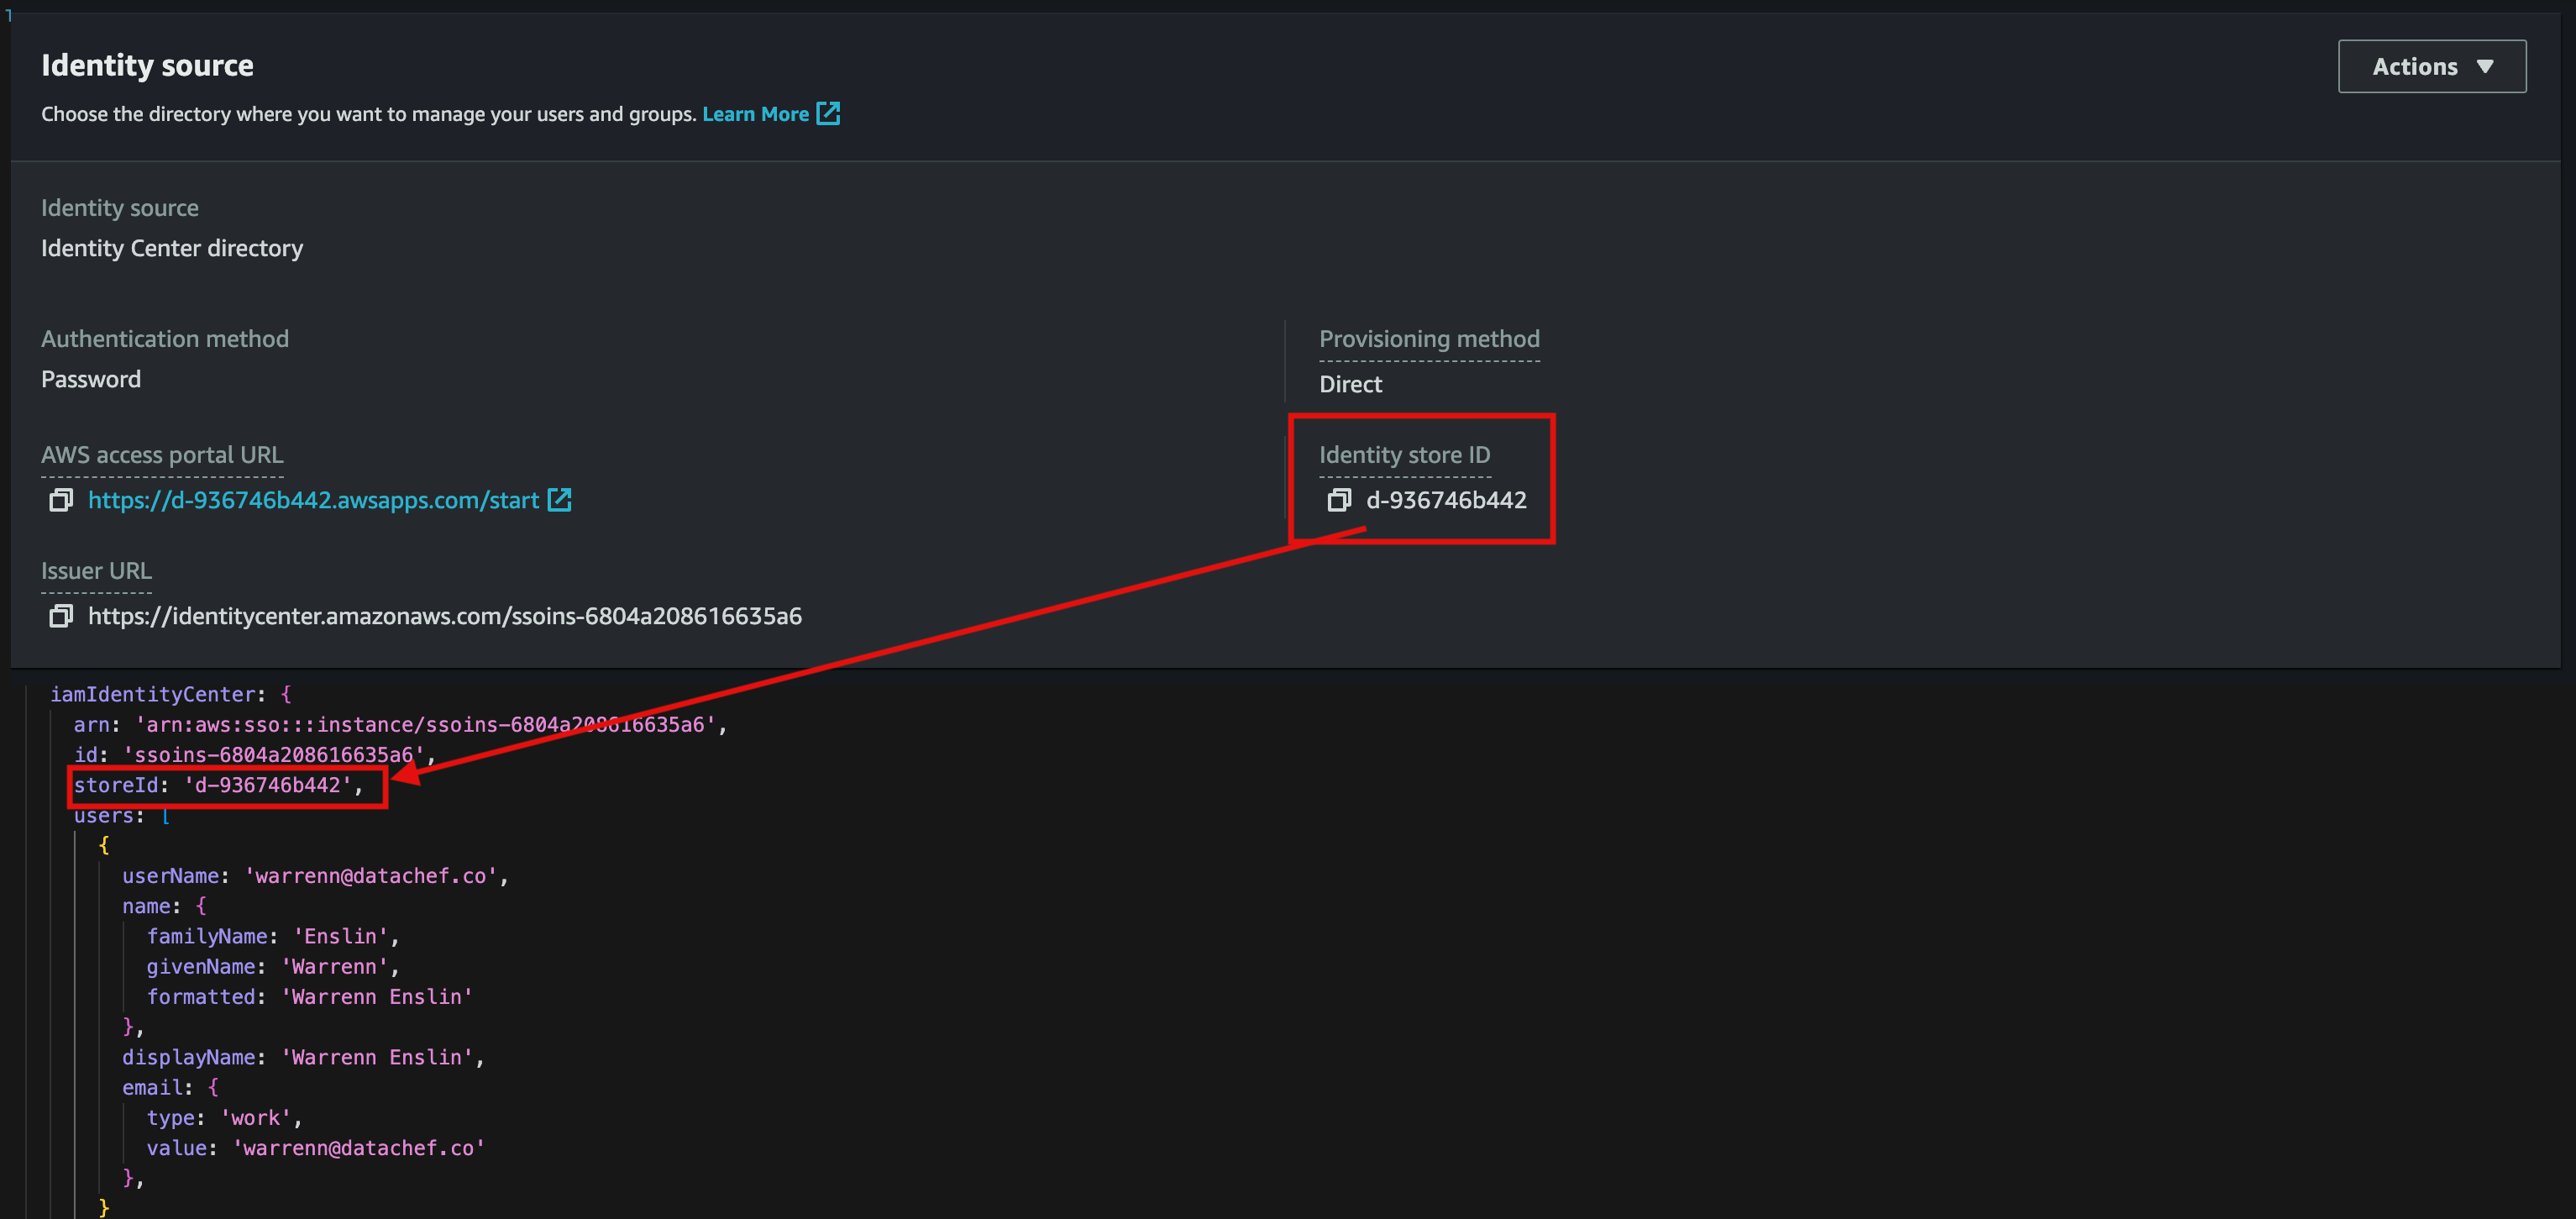 Identity source
Actions ▼
Choose the directory where you want to manage your users and groups. Learn More
Identity source
Identity Center directory
Authentication method
Password
Provisioning method
Direct
AWS access portal URL
https://d-936746b442.awsapps.com/start
Identity store ID
d-936746b442
Issuer URL
https://identitycenter.amazonaws.com/ssoins-6804a208616635a6
iamIdentityCenter: {
arn: 'arn:aws:sso:::instance/ssoins-6804a208616635a6',
id: 'ssoins-6804a208616635a6',
storeId: 'd-936746b442',
users: [
{
userName: 'warrenn@datachef.co',
name: {
familyName: 'Enslin',
givenName: 'Warrenn',
formatted: 'Warrenn Enslin'
},
displayName: 'Warrenn Enslin',
email: {
type: 'work',
value: 'warrenn@datachef.co'
},
}